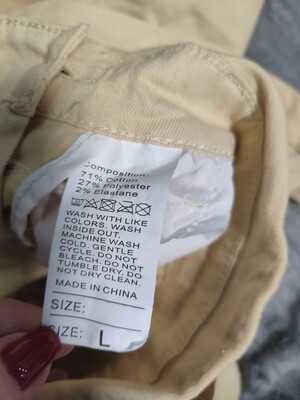 Composition:
71% Cotton
27% Polyester
2% Elastane
WASH WITH LIKE
COLORS. WASH
INSIDE OUT.
MACHINE WASH
COLD. GENTLE
CYCLE. DO NOT
BLEACH. DO NOT
TUMBLE DRY. DO
NOT DRY CLEAN.
MADE IN CHINA
SIZE:
SIZE: L